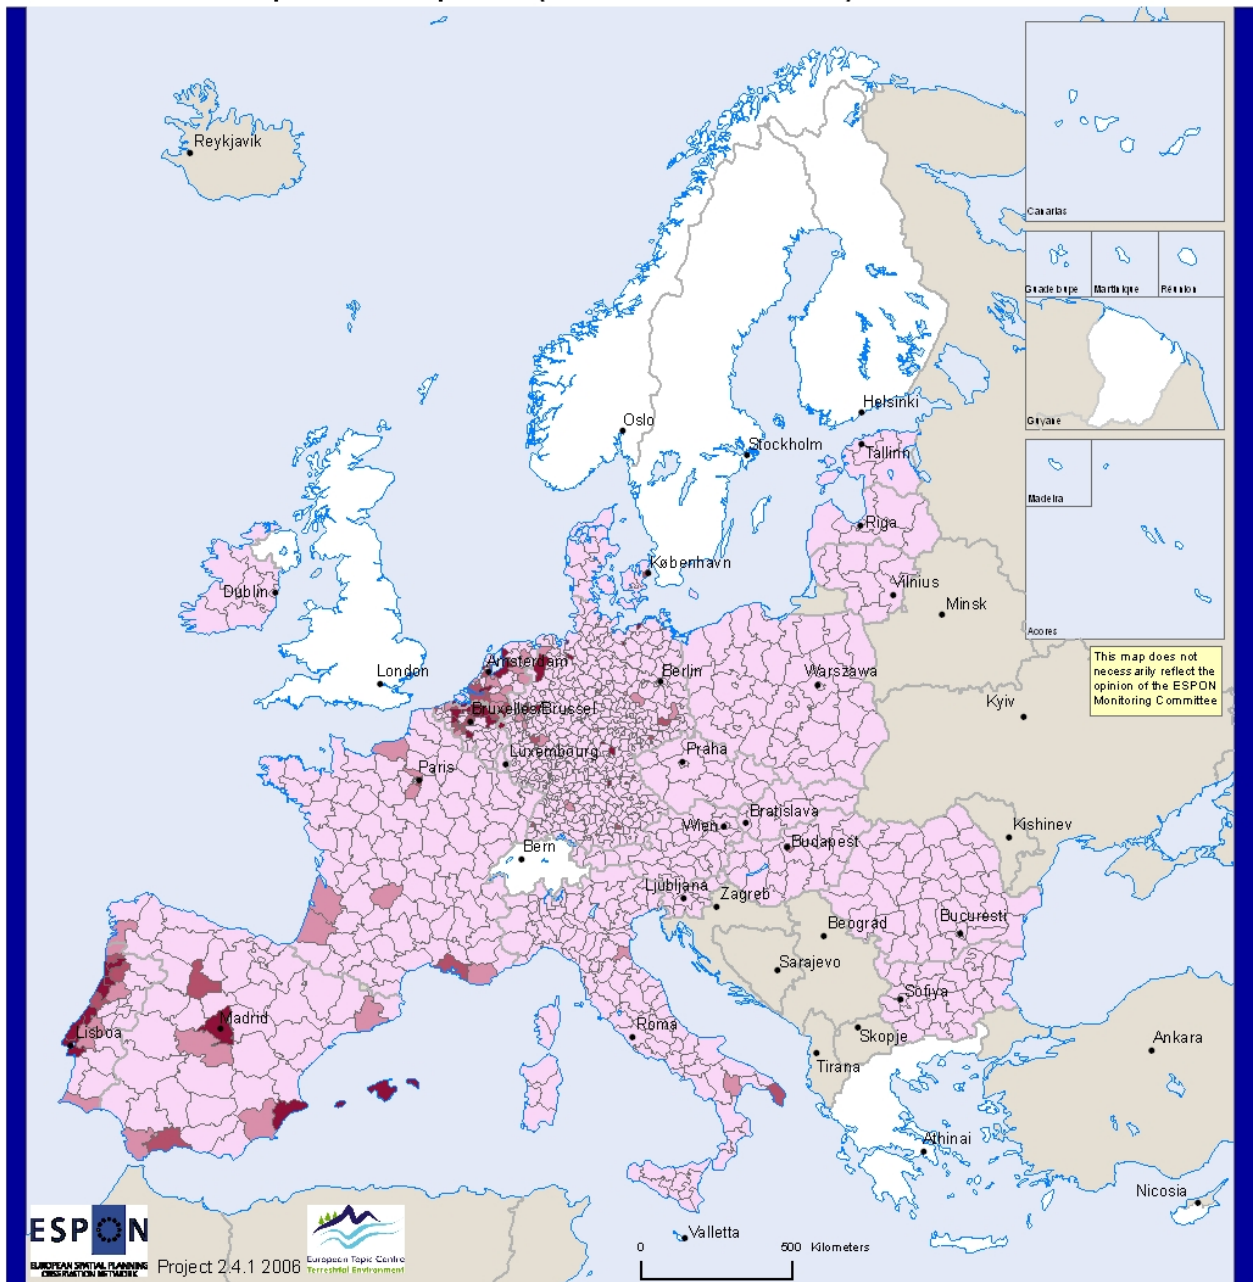 Reykjavik
Canarias
Guadeloupe
Martinique
Réunion
Guyane
Helsinki
Oslo
Stockholm
Tallinn
Madeira
Riga
København
Dublin
Vilnius
Minsk
Acores
This map does not
necessarily reflect the
opinion of the ESPON
Monitoring Committee
London
Amsterdam
Berlin
Warszawa
Kyiv
Bruxelles/Brussel
Luxembourg
Praha
Paris
Bratislava
Wien
Kishinev
Budapest
Bern
Ljubljana
Zagreb
Bucuresti
Beograd
Sarajevo
Sofiya
Madrid
Lisboa
Roma
Skopje
Ankara
Tirana
Athinai
Nicosia
Valletta
ESPON
EUROPEAN SPATIAL PLANNING
OBSERVATION NETWORK
Project 2.4.1 2006
European Topic Centre
Terrestrial Environment
0 500 Kilometers